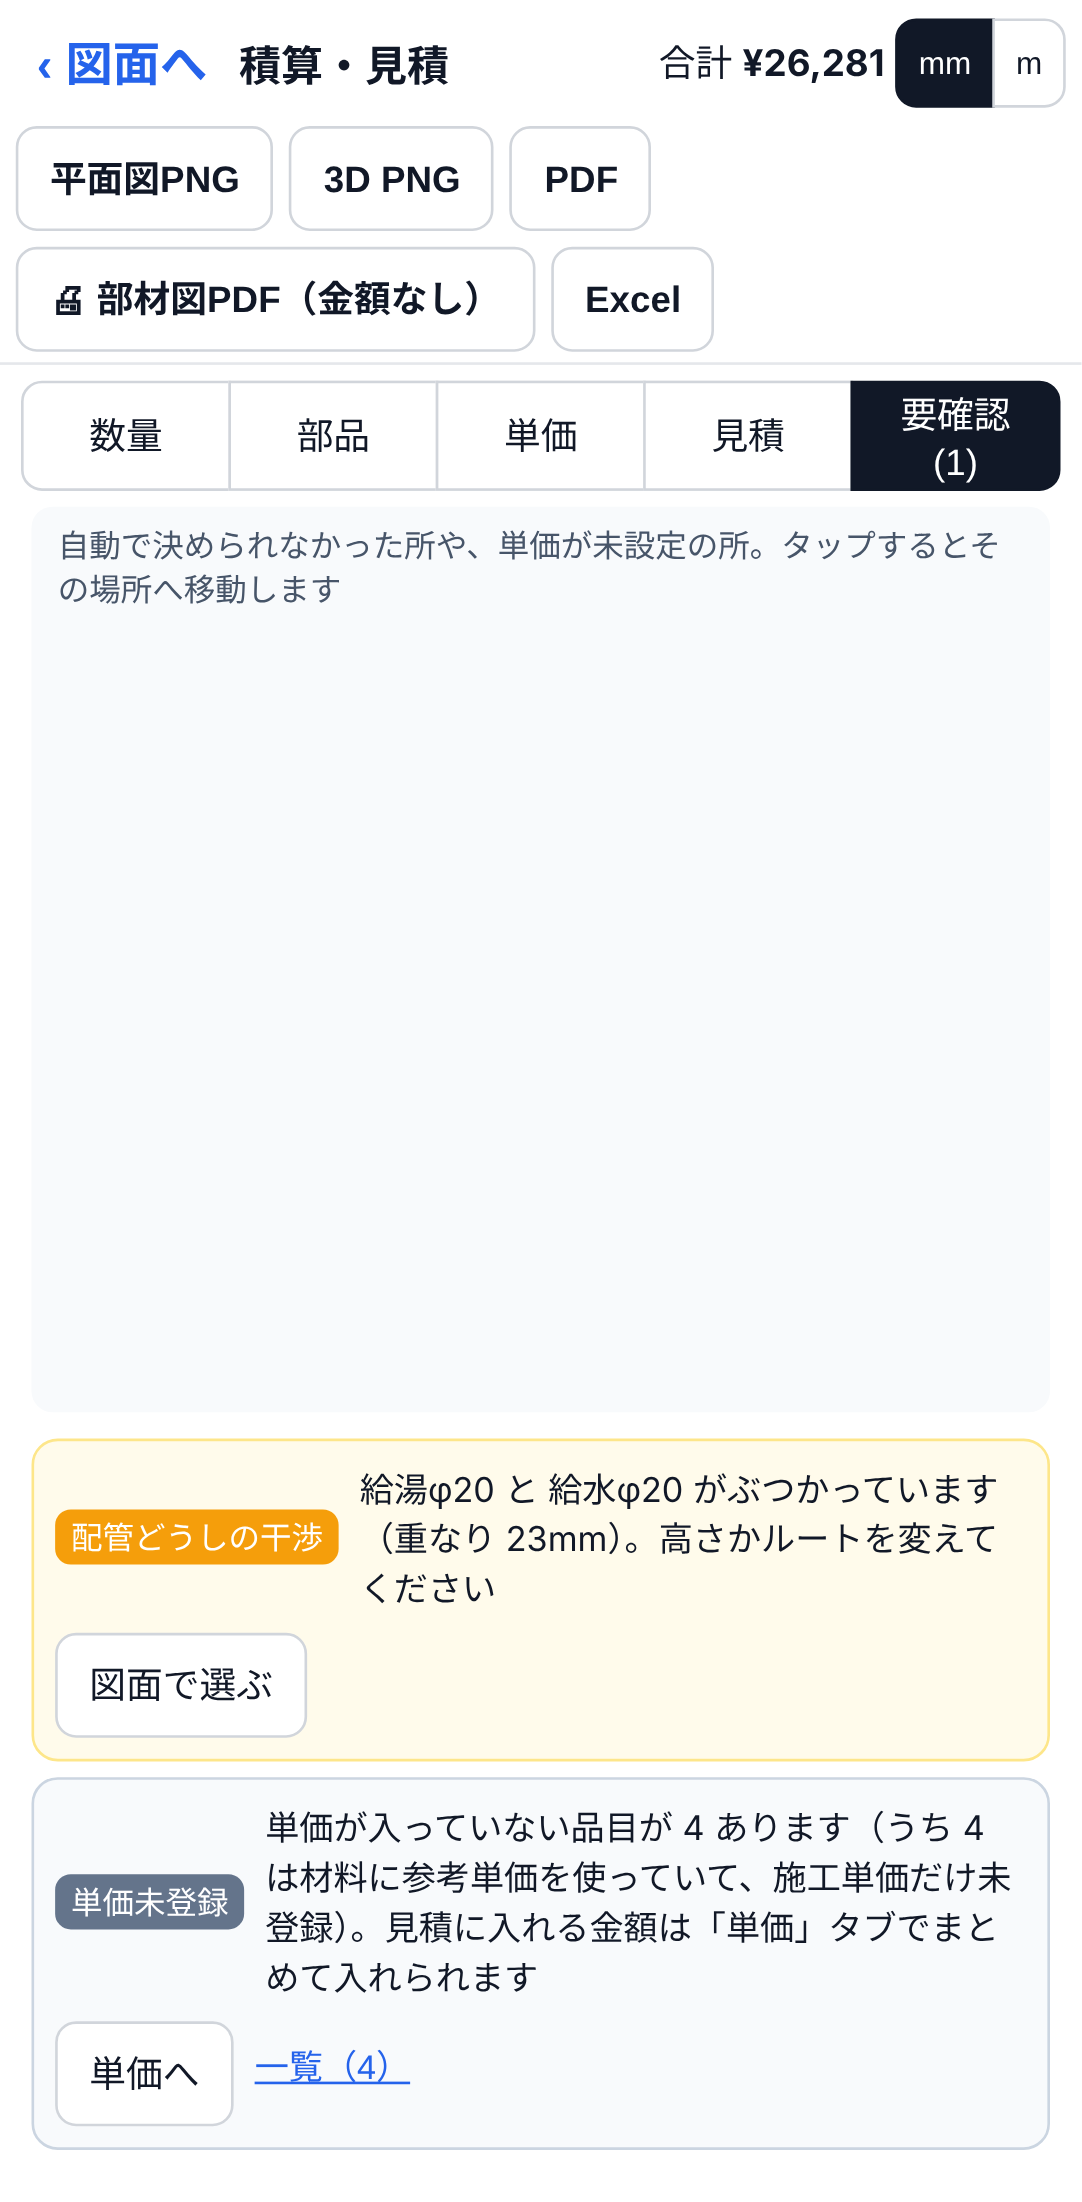 ‹ 図面へ 積算・見積 合計 ¥26,281 mm m
平面図PNG 3D PNG PDF
🖨 部材図PDF（金額なし） Excel
数量 部品 単価 見積 要確認
(1)
自動で決められなかった所や、単価が未設定の所。タップするとそ
の場所へ移動します
配管どうしの干渉
給湯φ20 と 給水φ20 がぶつかっています
（重なり 23mm）。高さかルートを変えて
ください
図面で選ぶ
単価未登録
単価が入っていない品目が 4 あります（うち 4
は材料に参考単価を使っていて、施工単価だけ未
登録）。見積に入れる金額は「単価」タブでまと
めて入れられます
単価へ 一覧（4）